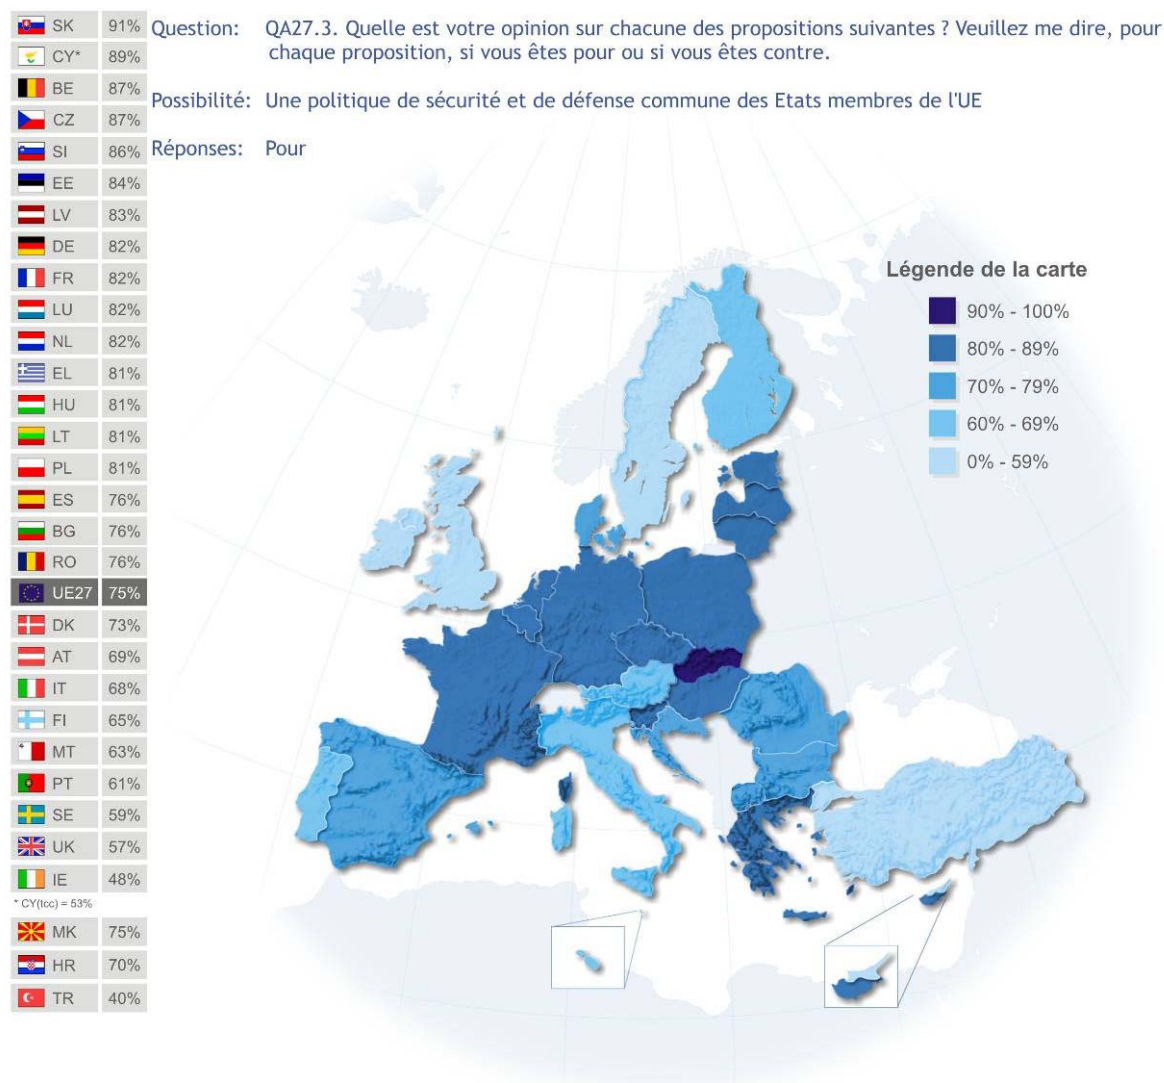 Question: QA27.3. Quelle est votre opinion sur chacune des propositions suivantes ? Veuillez me dire, pour
chaque proposition, si vous êtes pour ou si vous êtes contre.
Possibilité: Une politique de sécurité et de défense commune des Etats membres de l'UE
Réponses: Pour
SK 91%
CY* 89%
BE 87%
CZ 87%
SI 86%
EE 84%
LV 83%
DE 82%
FR 82%
LU 82%
NL 82%
EL 81%
HU 81%
LT 81%
PL 81%
ES 76%
BG 76%
RO 76%
UE27 75%
DK 73%
AT 69%
IT 68%
FI 65%
MT 63%
PT 61%
SE 59%
UK 57%
IE 48%
* CY(tcc) = 53%
MK 75%
HR 70%
TR 40%
Légende de la carte
90% - 100%
80% - 89%
70% - 79%
60% - 69%
0% - 59%